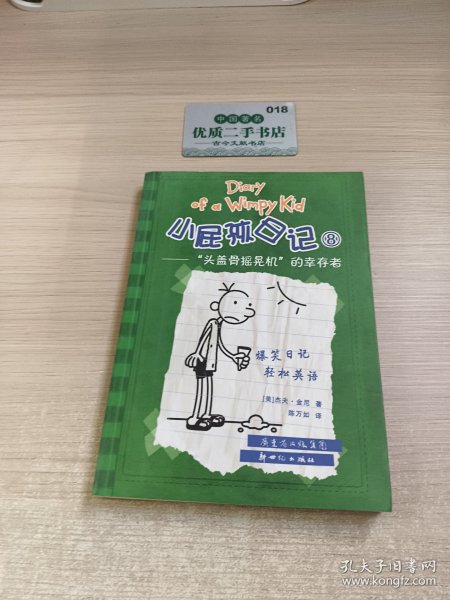 018
中国著名
优质二手书店
古今文献书店
Diary
of a Wimpy Kid
小屁孩日记⑧
——“头盖骨摇晃机”的幸存者
爆笑日记
轻松英语
[美]杰夫·金尼 著
陈万如 译
新世纪出版社
孔夫子旧书网
www.kongfz.com